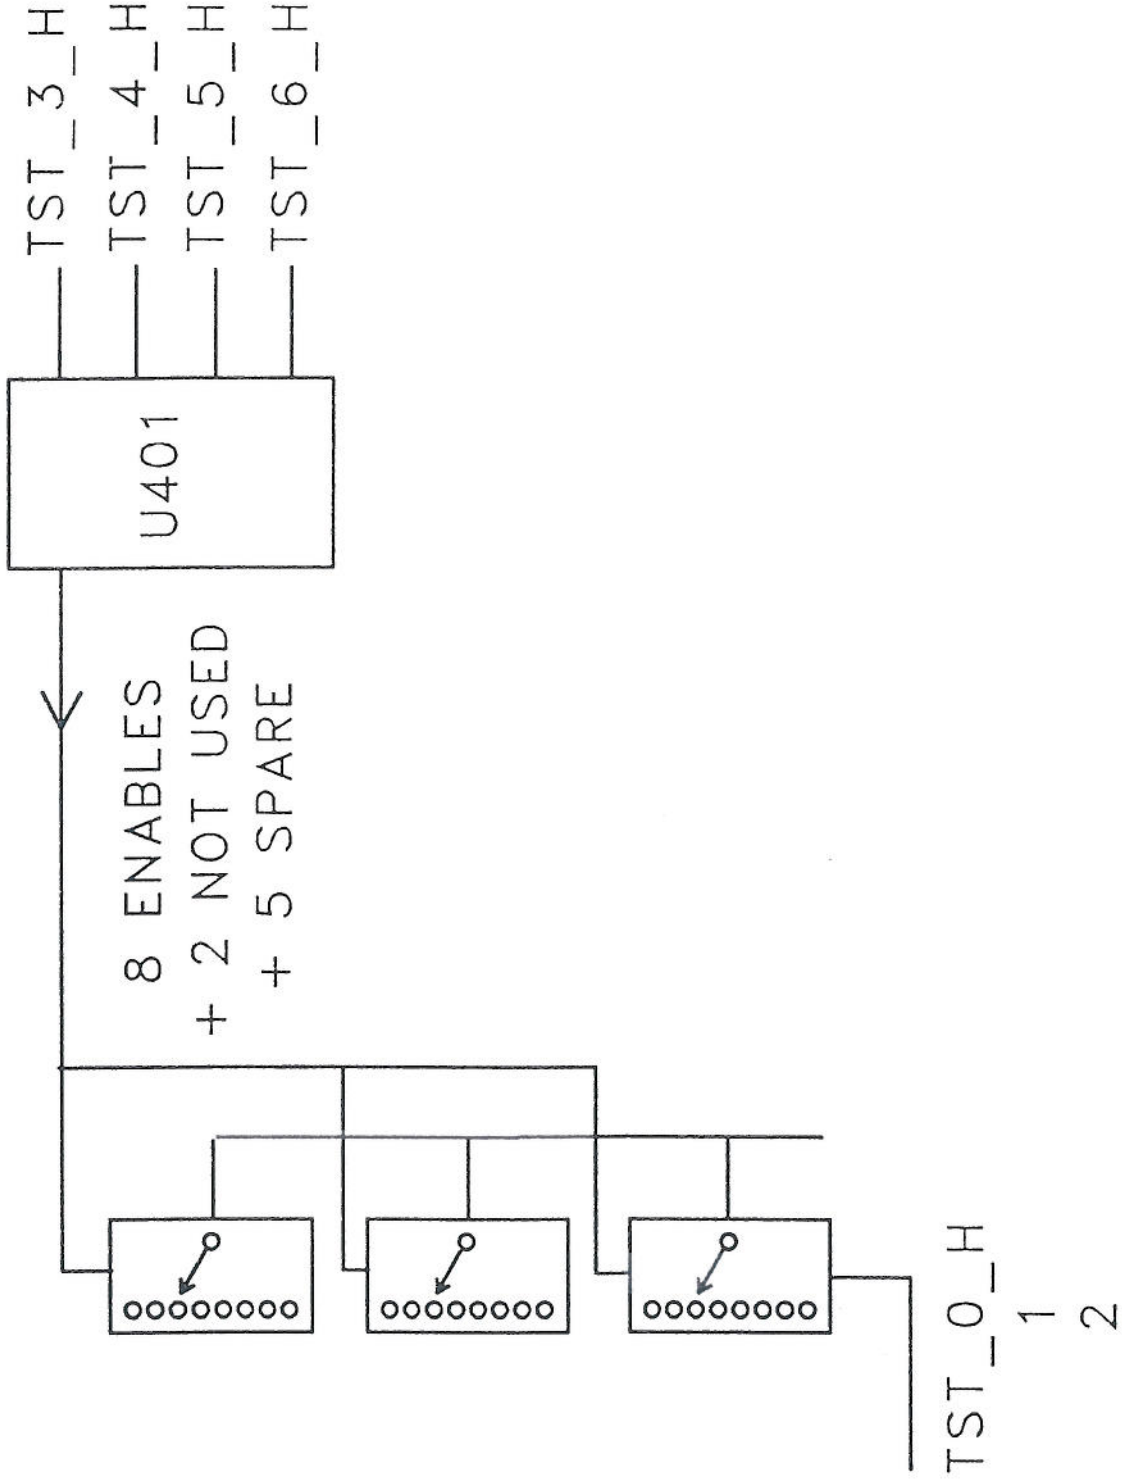 TST_3_H
TST_4_H
TST_5_H
TST_6_H
U401
8 ENABLES
+ 2 NOT USED
+ 5 SPARE
TST_0_H
1
2